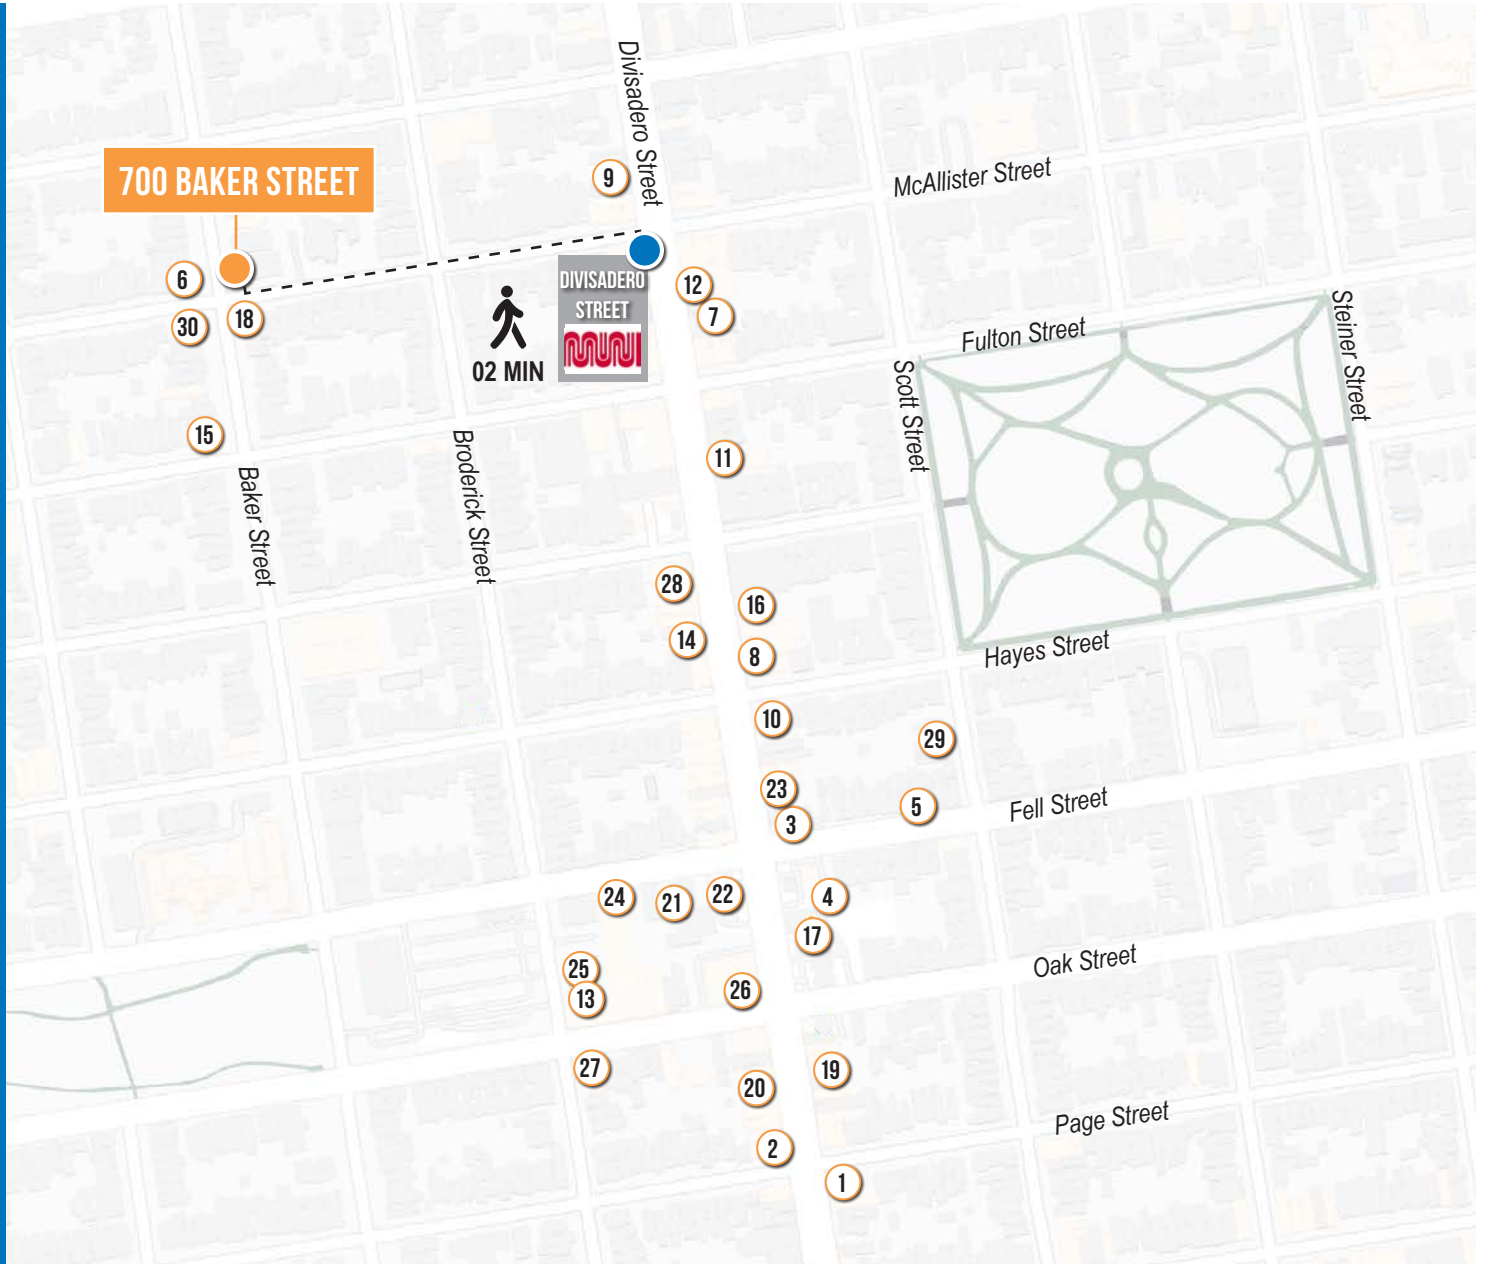 Divisadero Street
9
McAllister Street
700 BAKER STREET
6
18
30
DIVISADERO
STREET
MUNI
02 MIN
12
7
Fulton Street
Steiner Street
Scott Street
15
Baker Street
Broderick Street
11
28
16
14
8
Hayes Street
10
29
23
3
5
Fell Street
24
21
22
4
17
Oak Street
25
13
26
27
20
19
Page Street
2
1